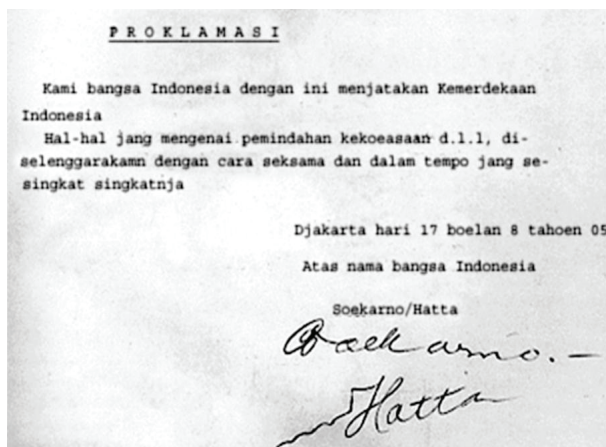 P R O K L A M A S I
Kami bangsa Indonesia dengan ini menjatakan Kemerdekaan
Indonesia
Hal-hal jang mengenai pemindahan kekoeasaan d.l.l, di-
selenggarakamn dengan cara seksama dan dalam tempo jang se-
singkat singkatnja
Djakarta hari 17 boelan 8 tahoen 05
Atas nama bangsa Indonesia
Soekarno/Hatta
Soekarno.—
Hatta